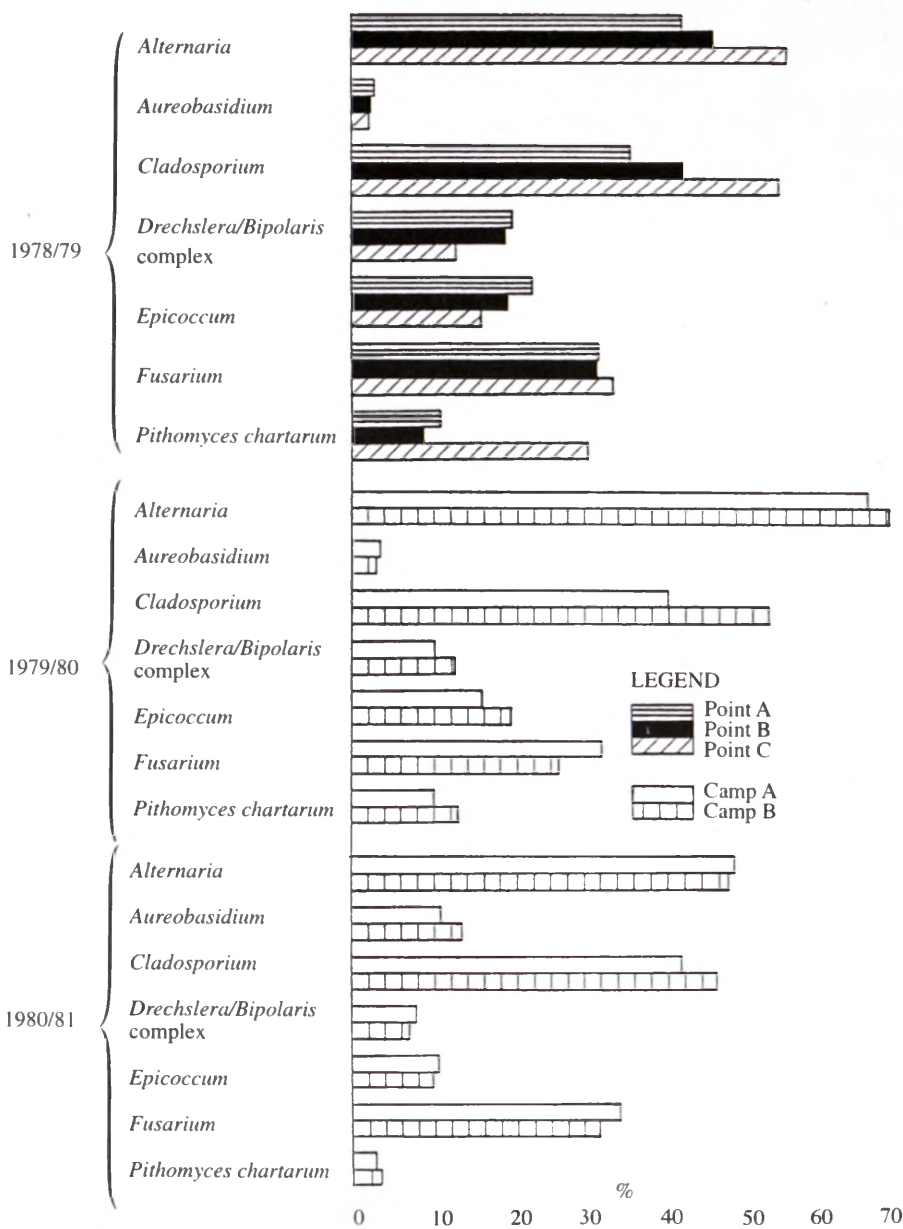 1978/79
Alternaria
Aureobasidium
Cladosporium
Drechslera/Bipolaris
complex
Epicoccum
Fusarium
Pithomyces chartarum
1979/80
Alternaria
Aureobasidium
Cladosporium
Drechslera/Bipolaris
complex
Epicoccum
Fusarium
Pithomyces chartarum
LEGEND
Point A
Point B
Point C
Camp A
Camp B
1980/81
Alternaria
Aureobasidium
Cladosporium
Drechslera/Bipolaris
complex
Epicoccum
Fusarium
Pithomyces chartarum
%
0 10 20 30 40 50 60 70